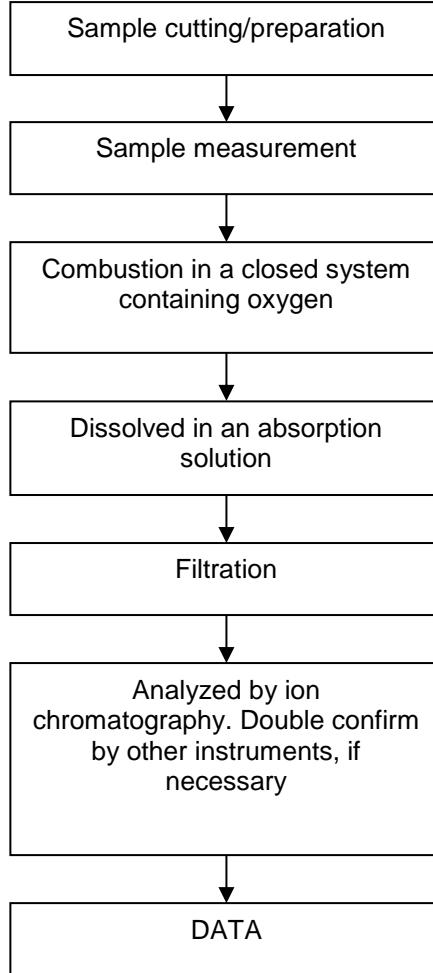 Sample cutting/preparation
Sample measurement
Combustion in a closed system
containing oxygen
Dissolved in an absorption
solution
Filtration
Analyzed by ion
chromatography. Double confirm
by other instruments, if
necessary
DATA